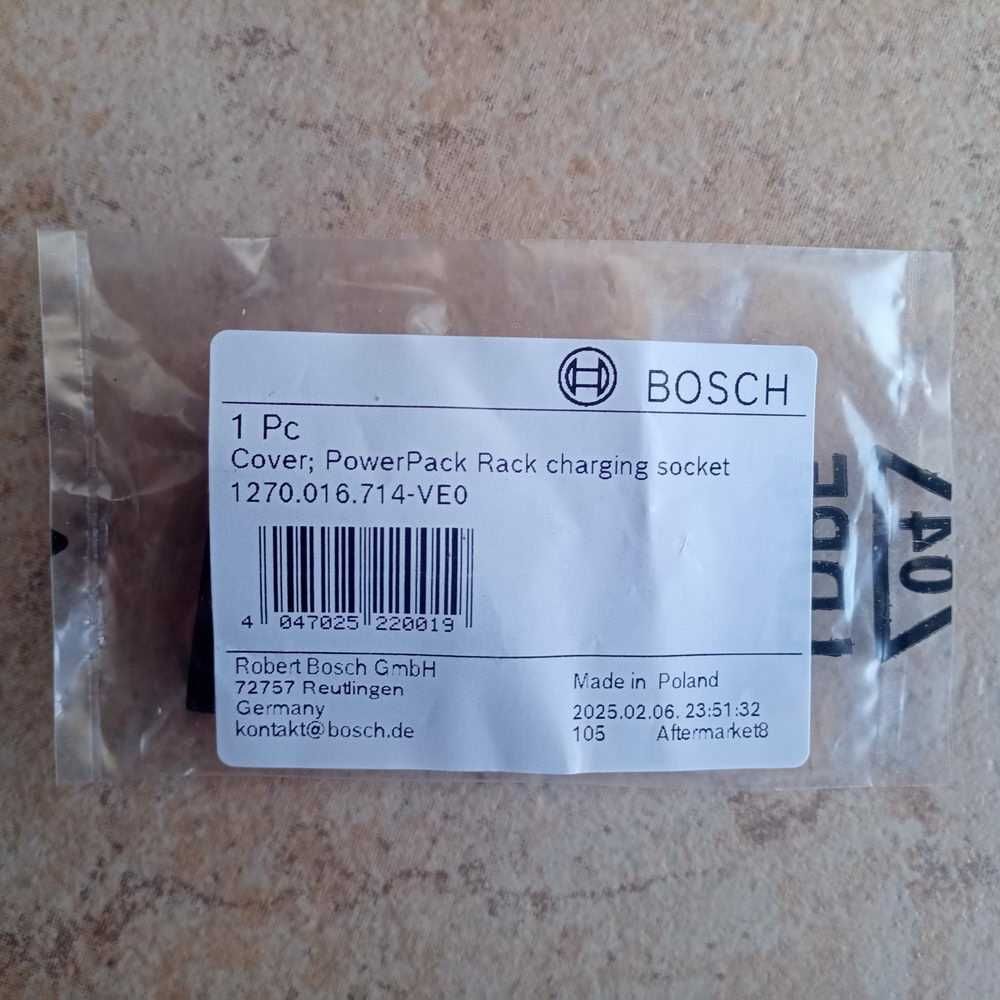 BOSCH
1 Pc
Cover; PowerPack Rack charging socket
1270.016.714-VE0
4 047025 220019
Robert Bosch GmbH
72757 Reutlingen
Germany
kontakt@bosch.de
Made in Poland
2025.02.06. 23:51:32
105 Aftermarket8
04